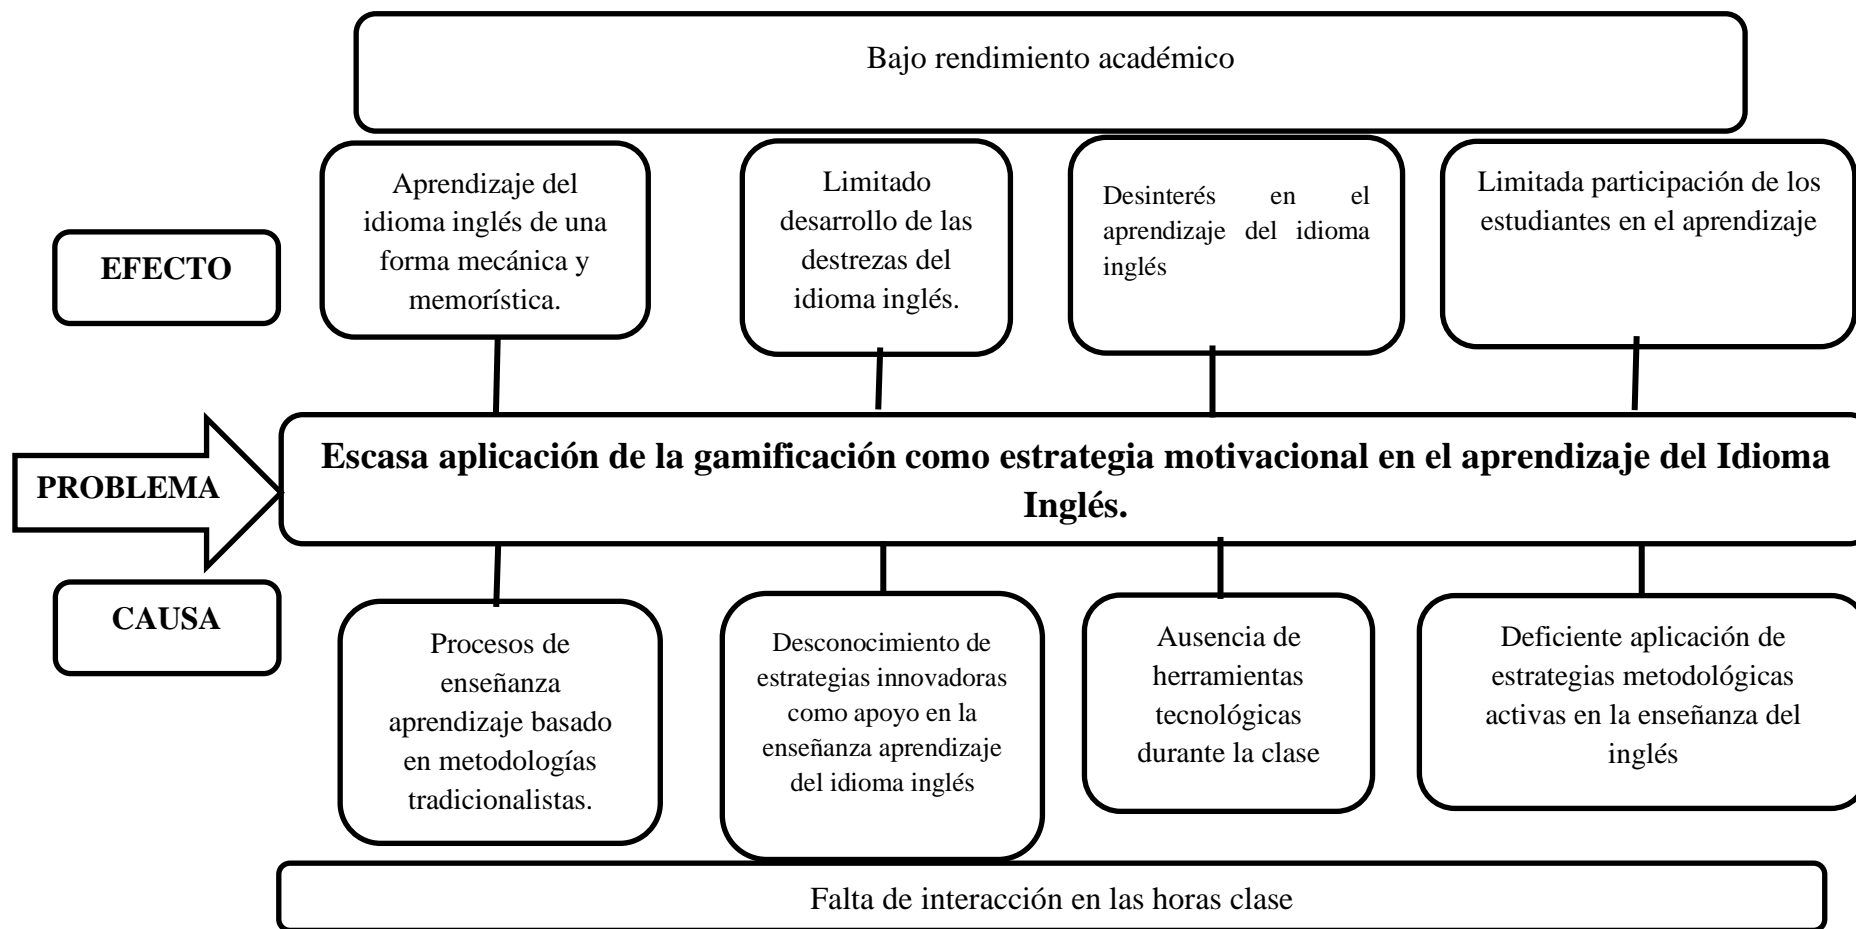 Bajo rendimiento académico
Aprendizaje del
idioma inglés de una
forma mecánica y
memorística.
Limitado
desarrollo de las
destrezas del
idioma inglés.
Desinterés en el
aprendizaje del idioma
inglés
Limitada participación de los
estudiantes en el aprendizaje
EFECTO
PROBLEMA
Escasa aplicación de la gamificación como estrategia motivacional en el aprendizaje del Idioma
Inglés.
CAUSA
Procesos de
enseñanza
aprendizaje basado
en metodologías
tradicionalistas.
Desconocimiento de
estrategias innovadoras
como apoyo en la
enseñanza aprendizaje
del idioma inglés
Ausencia de
herramientas
tecnológicas
durante la clase
Deficiente aplicación de
estrategias metodológicas
activas en la enseñanza del
inglés
Falta de interacción en las horas clase